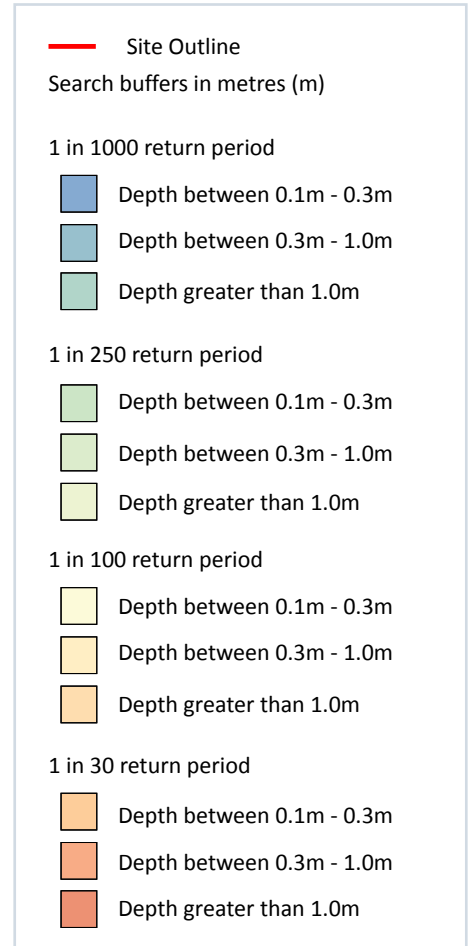 Site Outline
Search buffers in metres (m)
1 in 1000 return period
Depth between 0.1m - 0.3m
Depth between 0.3m - 1.0m
Depth greater than 1.0m
1 in 250 return period
Depth between 0.1m - 0.3m
Depth between 0.3m - 1.0m
Depth greater than 1.0m
1 in 100 return period
Depth between 0.1m - 0.3m
Depth between 0.3m - 1.0m
Depth greater than 1.0m
1 in 30 return period
Depth between 0.1m - 0.3m
Depth between 0.3m - 1.0m
Depth greater than 1.0m